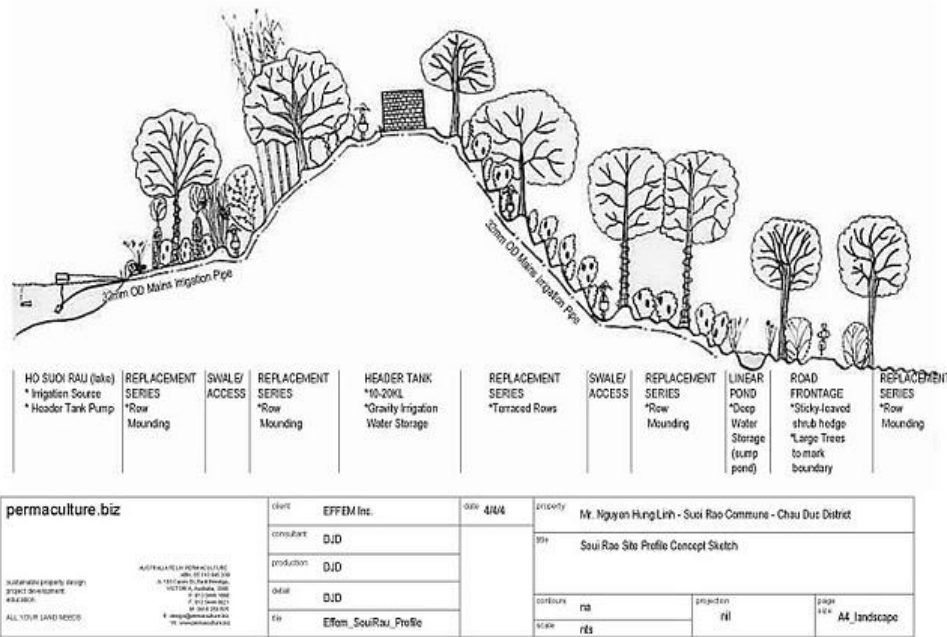 32mm OD Mains Irrigation Pipe
32mm OD Mains Irrigation Pipe
HO SUOI RAU (lake)
* Irrigation Source
* Header Tank Pump
REPLACEMENT
SERIES
*Row
Mounding
SWALE/
ACCESS
REPLACEMENT
SERIES
*Row
Mounding
HEADER TANK
*10-20KL
*Gravity Irrigation
Water Storage
REPLACEMENT
SERIES
*Terraced Rows
SWALE/
ACCESS
REPLACEMENT
SERIES
*Row
Mounding
LINEAR
POND
*Deep
Water
Storage
(sump
pond)
ROAD
FRONTAGE
*Sticky-leaved
shrub hedge
*Large Trees
to mark
boundary
REPLACEMENT
SERIES
*Row
Mounding
permaculture.biz
sustainable property design
project development
education
ALL YOUR LAND NEEDS
client EFFEM Inc.
consultant DJD
production DJD
detail DJD
file Effem_SouiRau_Profile
date 4/4/4
property Mr. Nguyen Hung Linh - Suoi Rao Commune - Chau Duc District
title Soui Rao Site Profile Concept Sketch
contours na
scale nts
projection nil
page size A4_landscape